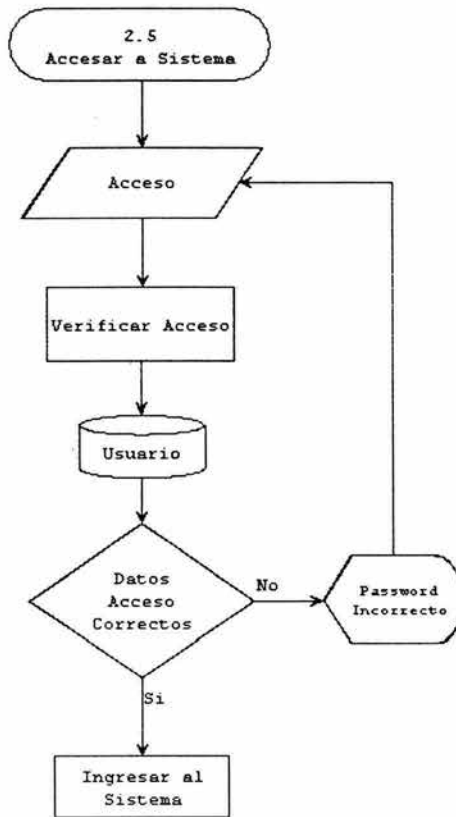 2.5
Accesar a Sistema
Acceso
Verificar Acceso
Usuario
Datos
Acceso
Correctos
No
Password
Incorrecto
Si
Ingresar al
Sistema